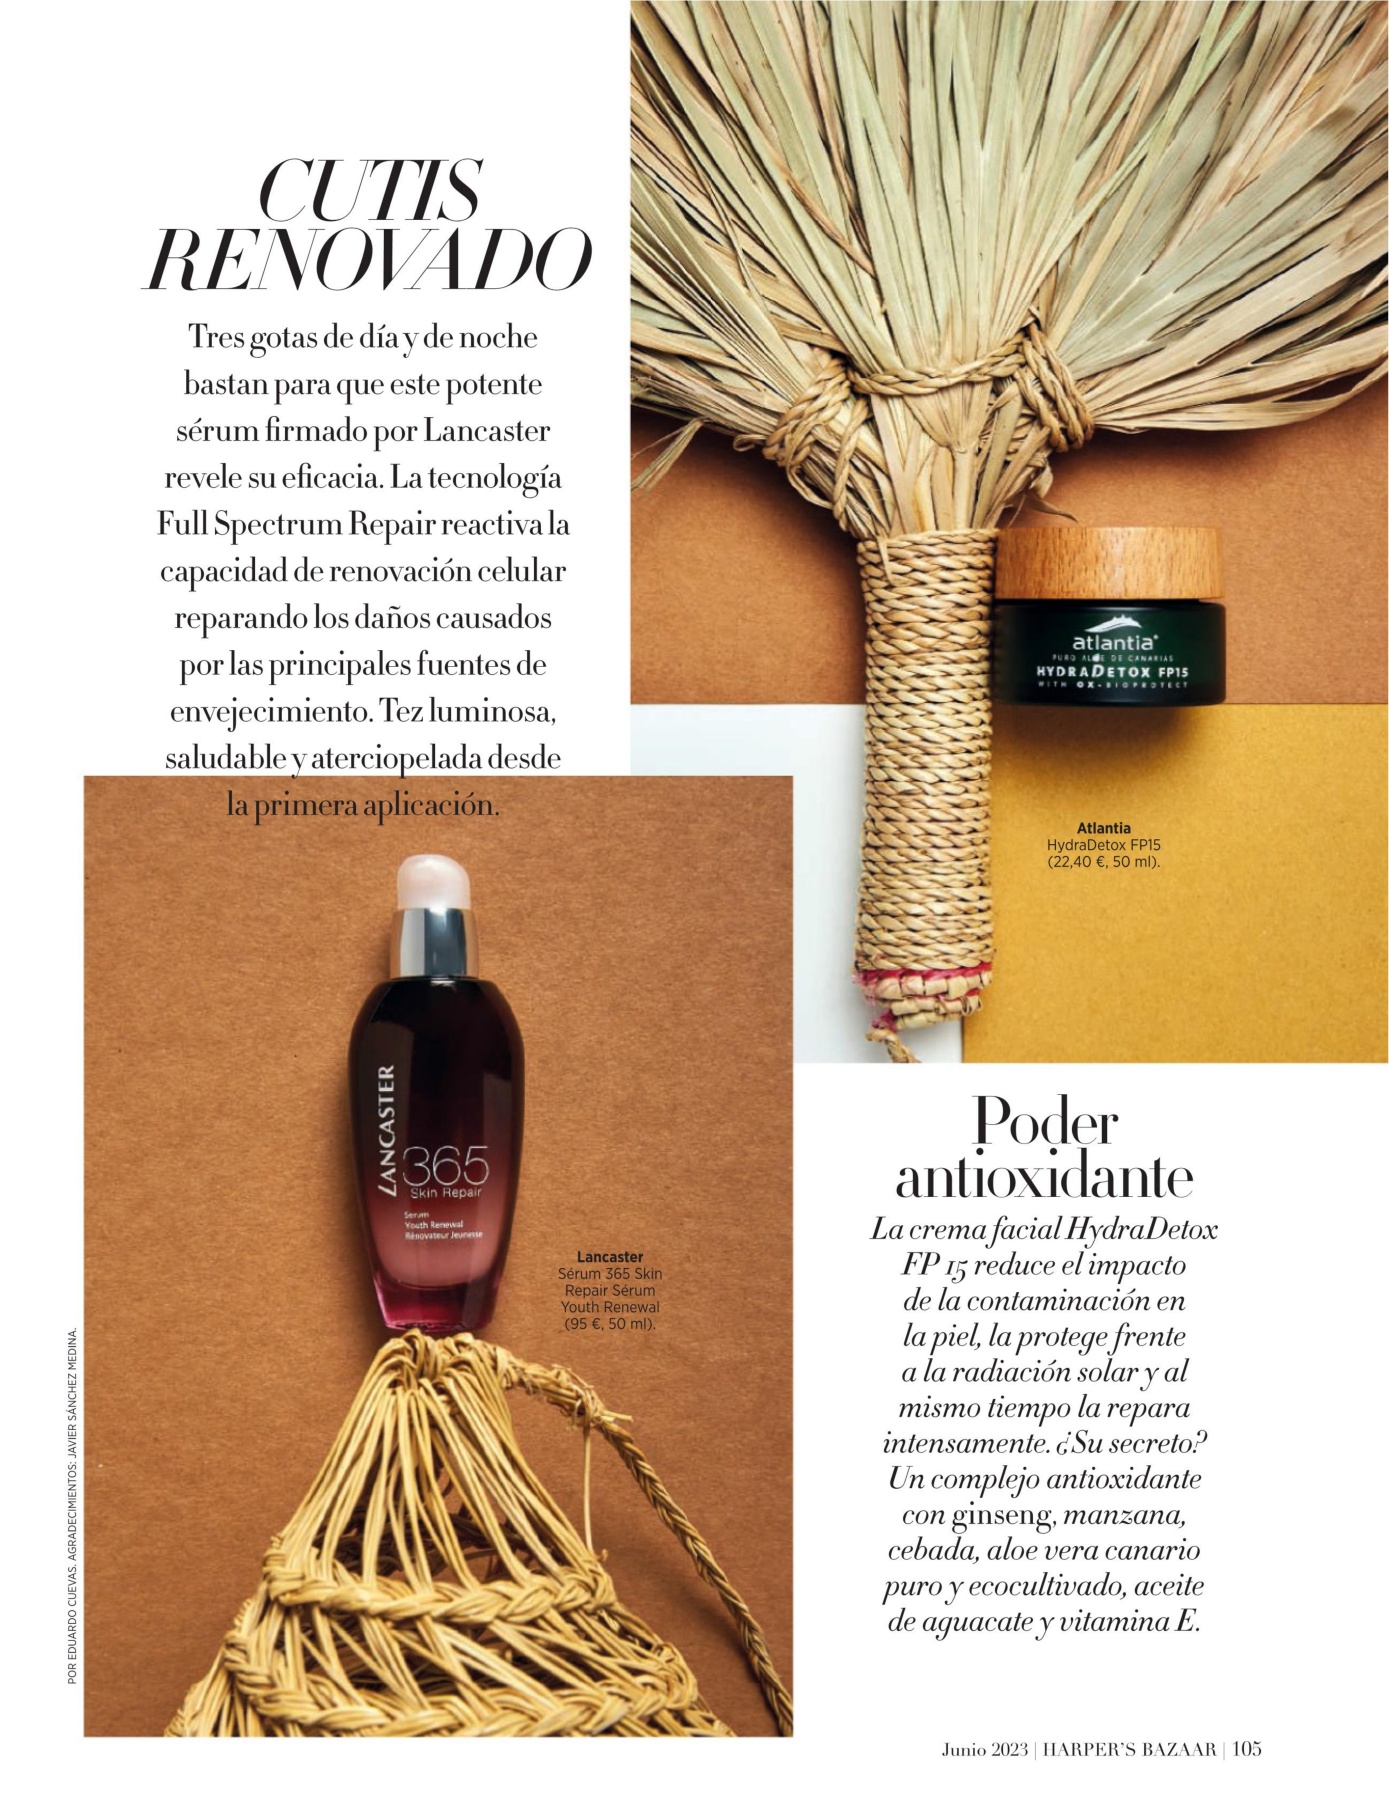 CUTIS
RENOVADO
Tres gotas de día y de noche
bastan para que este potente
sérum firmado por Lancaster
revele su eficacia. La tecnología
Full Spectrum Repair reactiva la
capacidad de renovación celular
reparando los daños causados
por las principales fuentes de
envejecimiento. Tez luminosa,
saludable y aterciopelada desde
la primera aplicación.
atlantia
PURO ALOE DE CANARIAS
HYDRADETOX FP15
WITH OX-BIOPROTECT
Atlantia
HydraDetox FP15
(22,40 €, 50 ml).
LANCASTER
365
Skin Repair
Serum
Youth Renewal
Rénovateur Jeunesse
Lancaster
Sérum 365 Skin
Repair Sérum
Youth Renewal
(95 €, 50 ml).
Poder
antioxidante
La crema facial HydraDetox
FP 15 reduce el impacto
de la contaminación en
la piel, la protege frente
a la radiación solar y al
mismo tiempo la repara
intensamente. ¿Su secreto?
Un complejo antioxidante
con ginseng, manzana,
cebada, aloe vera canario
puro y ecocultivado, aceite
de aguacate y vitamina E.
POR EDUARDO CUEVAS. AGRADECIMIENTOS: JAVIER SÁNCHEZ MEDINA.
Junio 2023 | HARPER'S BAZAAR | 105